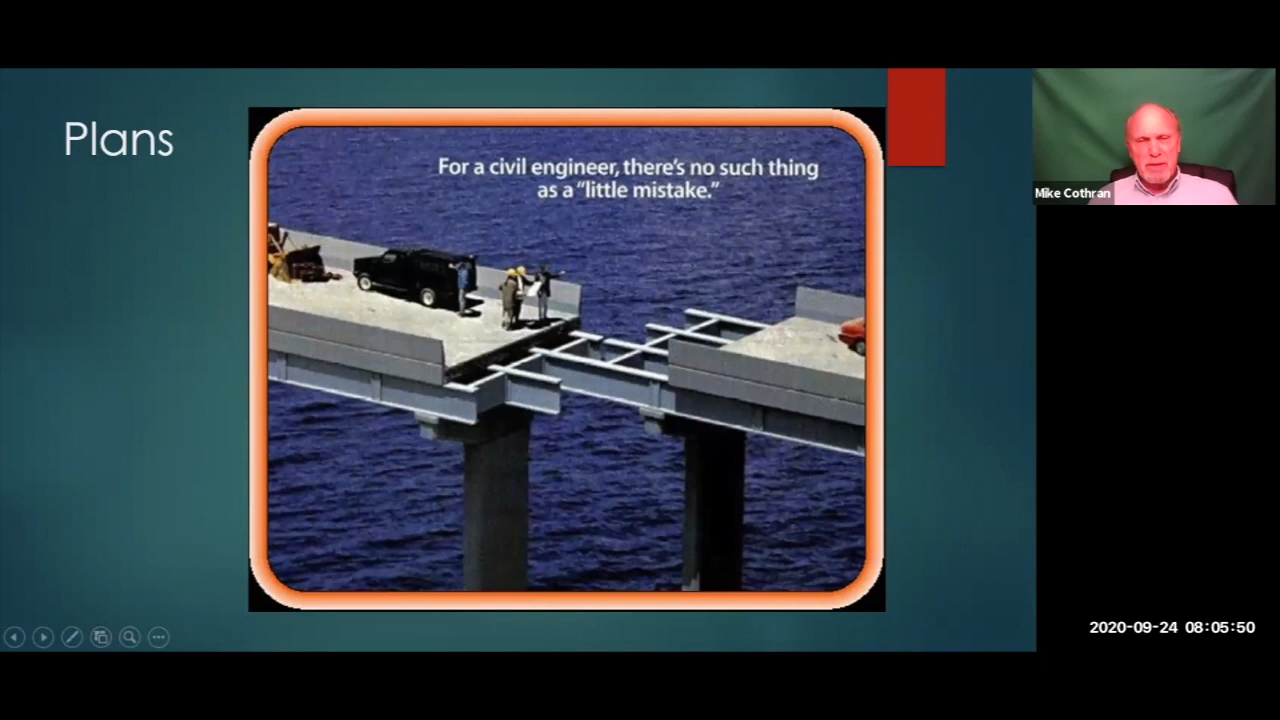 Plans
For a civil engineer, there's no such thing
as a "little mistake."
Mike Cothran
2020-09-24 08:05:50